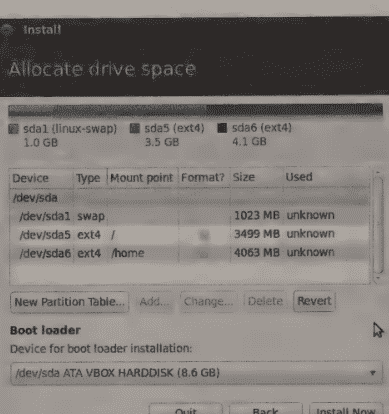 Install
Allocate drive space
sda1 (linux-swap) sda5 (ext4) sda6 (ext4)
1.0 GB 3.5 GB 4.1 GB
Device Type Mount point Format? Size Used
/dev/sda
/dev/sda1 swap 1023 MB unknown
/dev/sda5 ext4 / 3499 MB unknown
/dev/sda6 ext4 /home 4063 MB unknown
New Partition Table... Add... Change... Delete Revert
Boot loader
Device for boot loader installation:
/dev/sda ATA VBOX HARDDISK (8.6 GB)
Quit Back Install Now